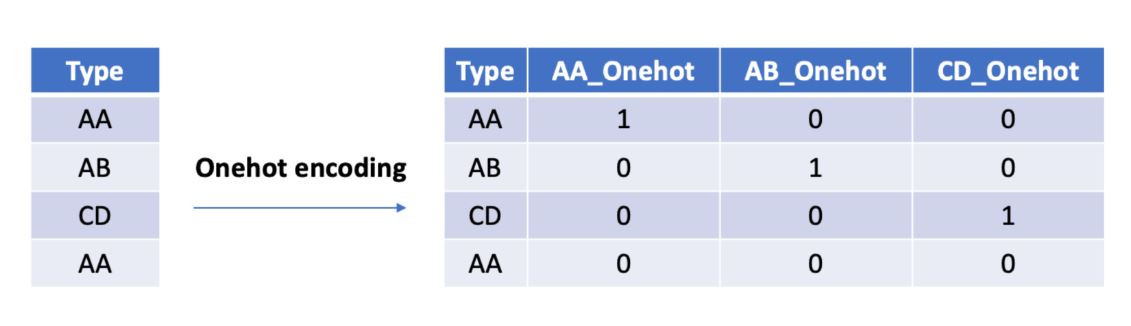 Type
AA
AB
CD
AA
Onehot encoding
Type AA_Onehot AB_Onehot CD_Onehot
AA 1 0 0
AB 0 1 0
CD 0 0 1
AA 0 0 0